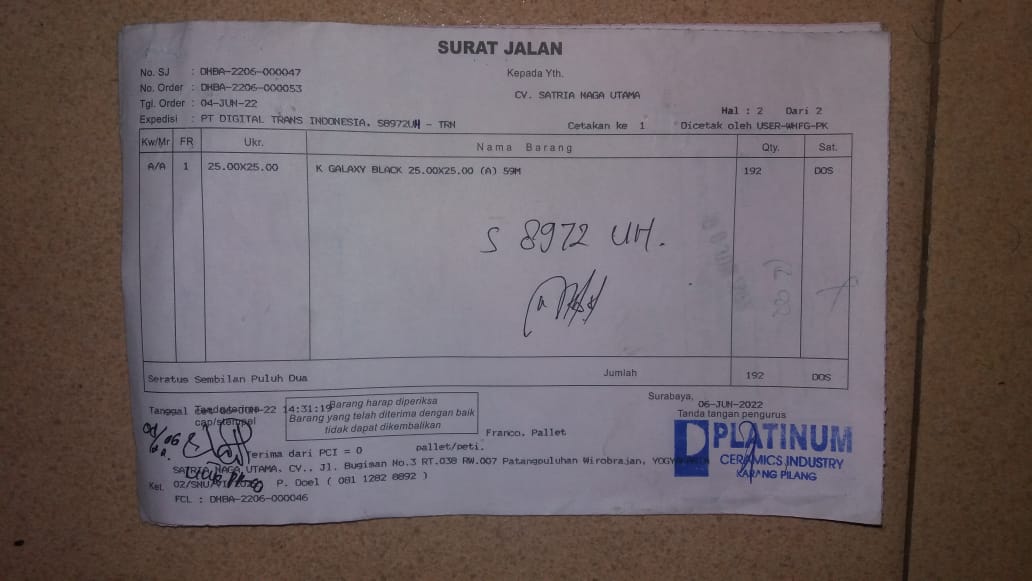 SURAT JALAN
No. SJ : DHBA-2206-000047
Kepada Yth.
No. Order : DHBA-2206-000053
CV. SATRIA NAGA UTAMA
Tgl. Order : 04-JUN-22
Hal : 2 Dari 2
Expedisi : PT DIGITAL TRANS INDONESIA. S8972UH - TRN
Cetakan ke 1 Dicetak oleh USER-WHFG-PK
Kw/Mr FR Ukr. Nama Barang Qty. Sat.
A/A 1 25.00X25.00 K GALAXY BLACK 25.00X25.00 (A) 59M 192 DOS
S 8972 UH.
Seratus Sembilan Puluh Dua Jumlah 192 DOS
Surabaya, 06-JUN-2022
Tanggal cet 06-JUN-22 14:31:19
Tanda terima
cap/stempel
Barang harap diperiksa
Barang yang telah diterima dengan baik
tidak dapat dikembalikan
Tanda tangan pengurus
Franco. Pallet
PLATINUM
CERAMICS INDUSTRY
KARANG PILANG
terima dari PCI = 0 pallet/peti.
SATRIA NAGA UTAMA. CV., Jl. Bugisan No.3 RT.038 RW.007 Patangpuluhan Wirobrajan, YOGYAKARTA
Ket. 02/SMU/ P. Doel ( 081 1282 8892 )
FCL : DHBA-2206-000046